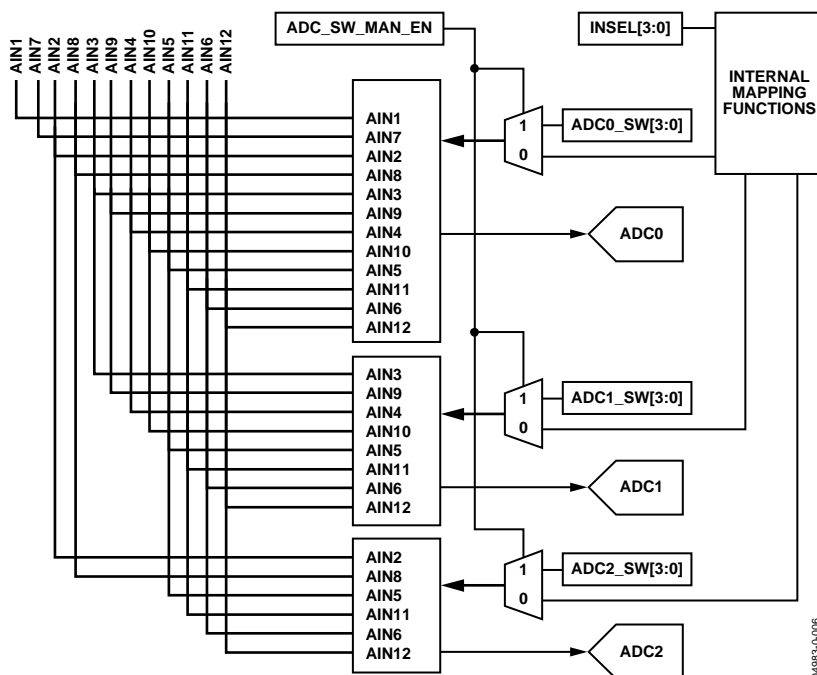 AIN1
AIN7
AIN2
AIN8
AIN3
AIN9
AIN4
AIN10
AIN5
AIN11
AIN6
AIN12
ADC_SW_MAN_EN
INSEL[3:0]
INTERNAL
MAPPING
FUNCTIONS
AIN1
AIN7
AIN2
AIN8
AIN3
AIN9
AIN4
AIN10
AIN5
AIN11
AIN6
AIN12
1
0
ADC0_SW[3:0]
ADC0
AIN3
AIN9
AIN4
AIN10
AIN5
AIN11
AIN6
AIN12
1
0
ADC1_SW[3:0]
ADC1
AIN2
AIN8
AIN5
AIN11
AIN6
AIN12
1
0
ADC2_SW[3:0]
ADC2
04983-0-006